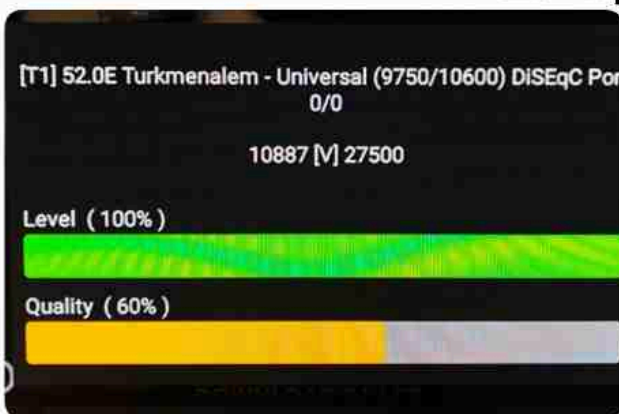 [T1] 52.0E Turkmenalem - Universal (9750/10600) DiSEqC Por
0/0
10887 [V] 27500
Level ( 100% )
Quality ( 60% )